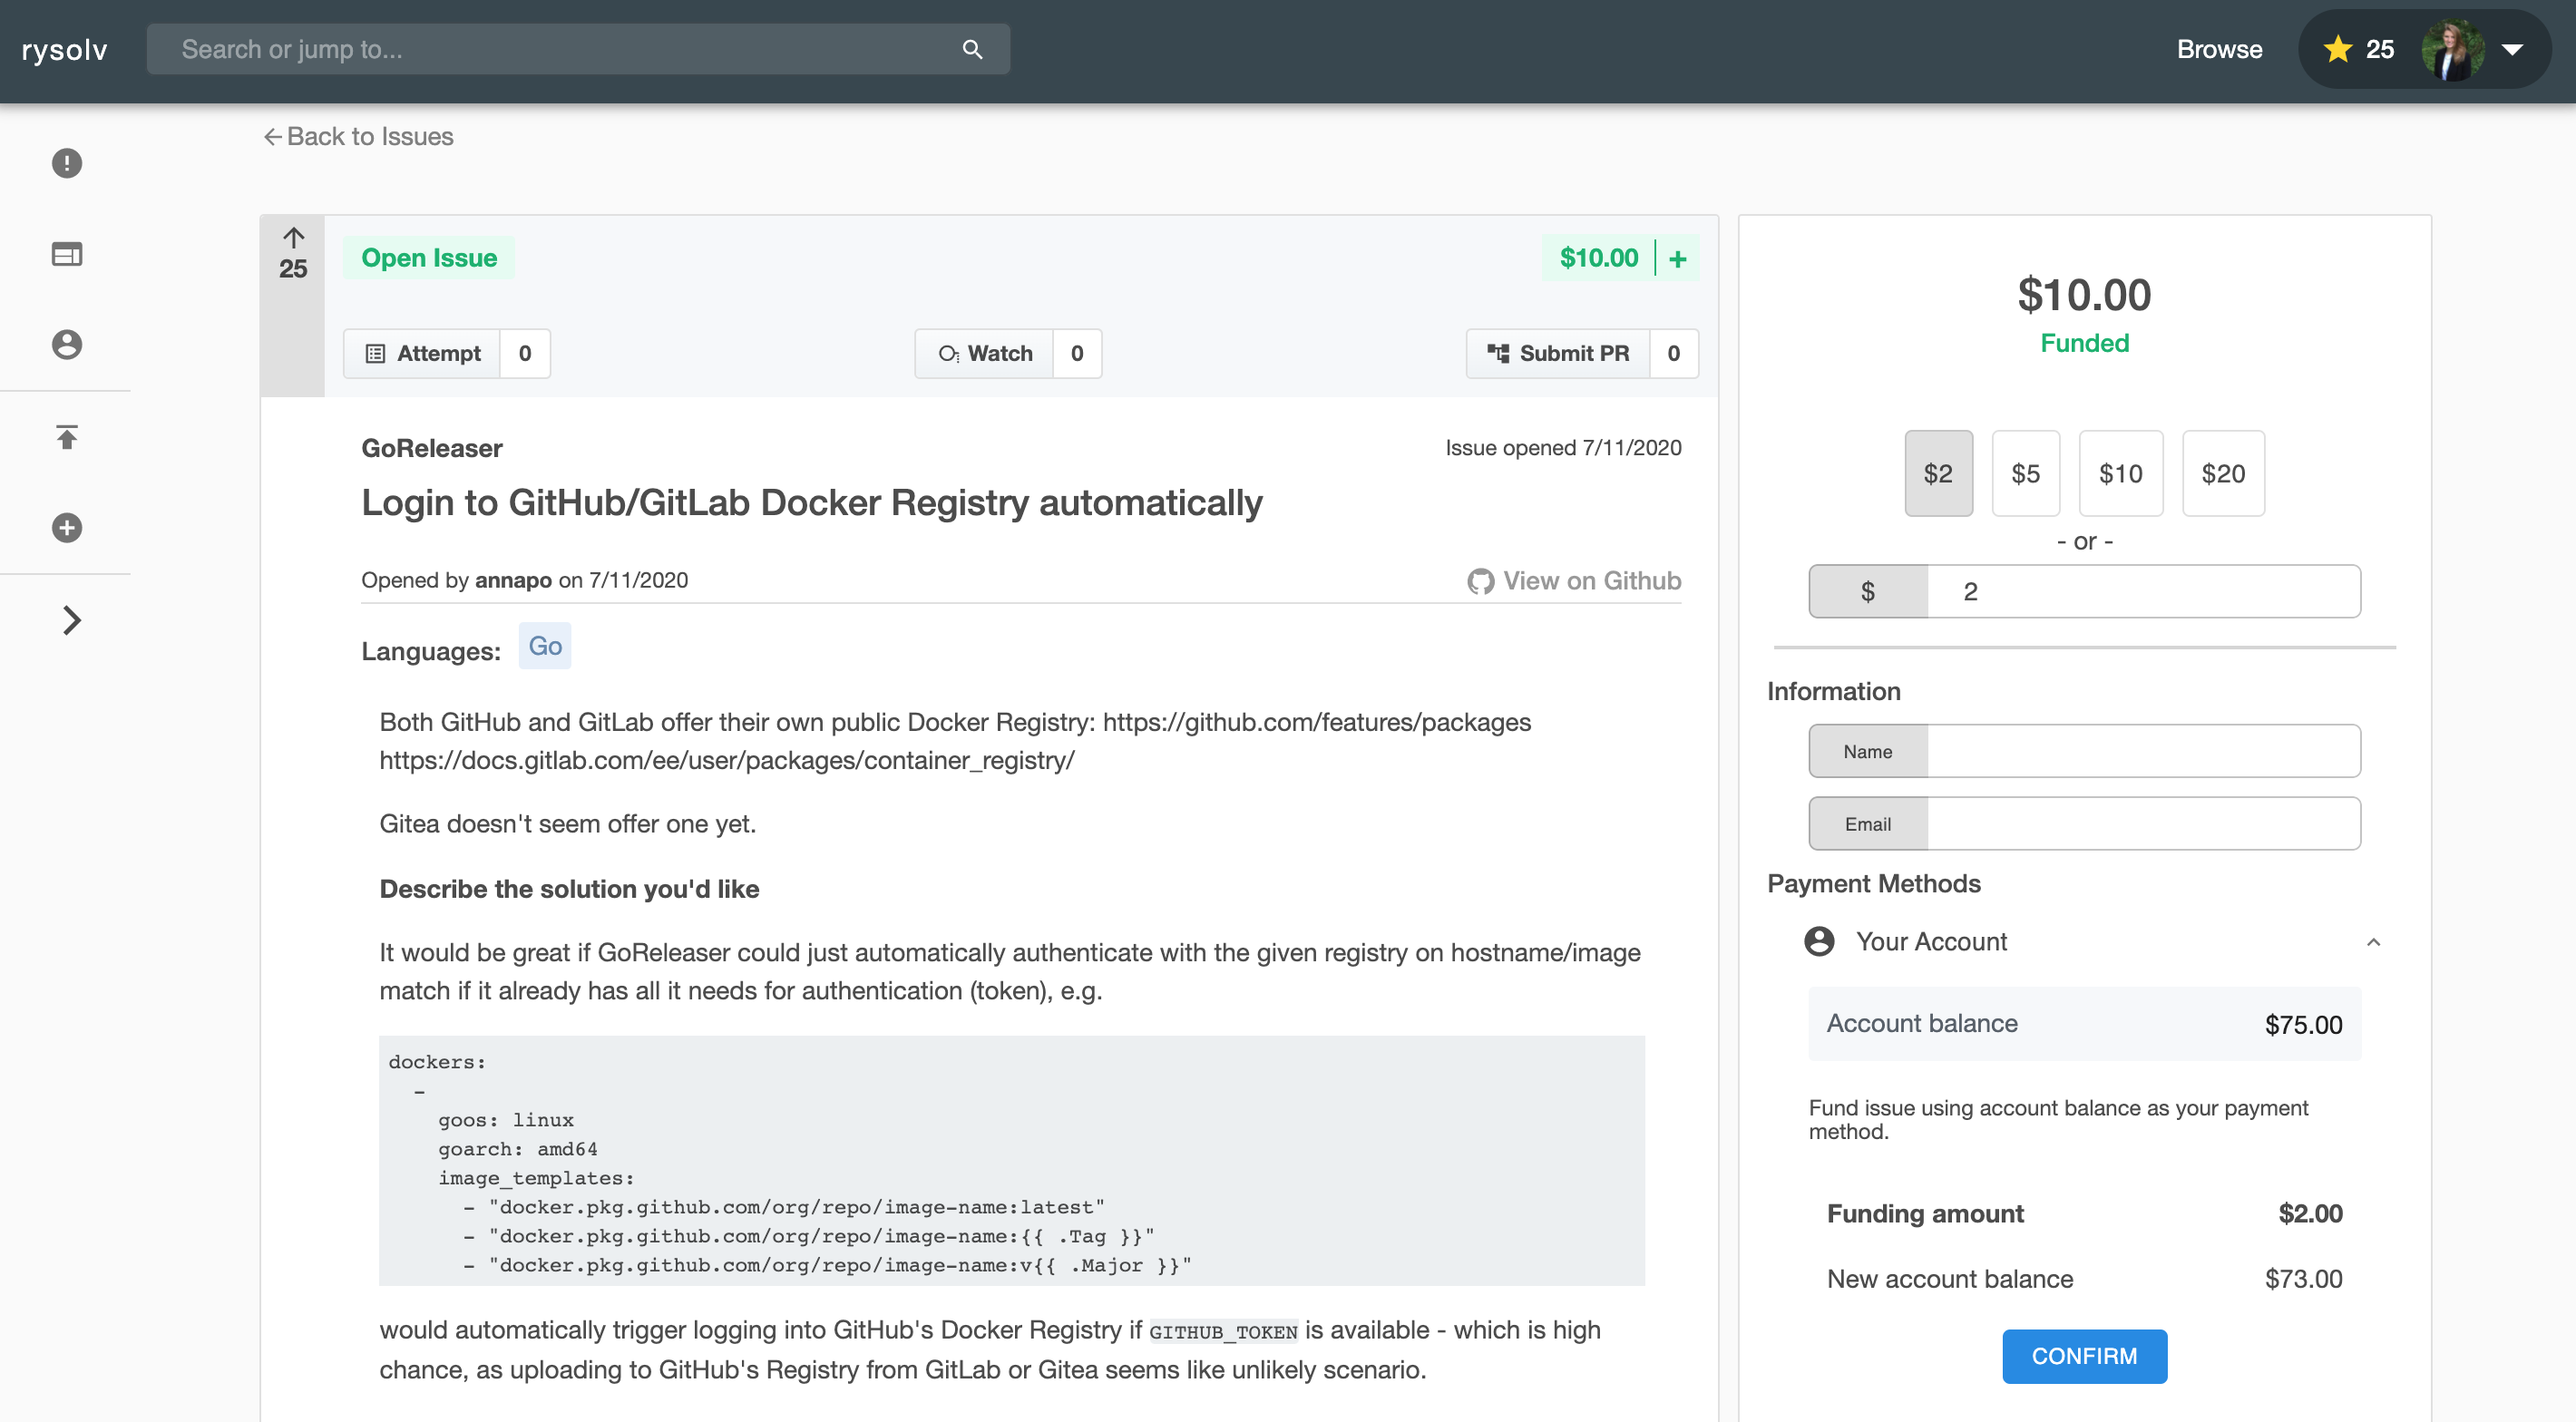 rysolv
Search or jump to...
Browse
25
Back to Issues
25
Open Issue
$10.00 +
Attempt 0
Watch 0
Submit PR 0
GoReleaser
Issue opened 7/11/2020
Login to GitHub/GitLab Docker Registry automatically
Opened by annapo on 7/11/2020
View on Github
Languages: Go
Both GitHub and GitLab offer their own public Docker Registry: https://github.com/features/packages
https://docs.gitlab.com/ee/user/packages/container_registry/
Gitea doesn't seem offer one yet.
Describe the solution you'd like
It would be great if GoReleaser could just automatically authenticate with the given registry on hostname/image
match if it already has all it needs for authentication (token), e.g.
dockers:
  -
    goos: linux
    goarch: amd64
    image_templates:
      - "docker.pkg.github.com/org/repo/image-name:latest"
      - "docker.pkg.github.com/org/repo/image-name:{{ .Tag }}"
      - "docker.pkg.github.com/org/repo/image-name:v{{ .Major }}"
would automatically trigger logging into GitHub's Docker Registry if GITHUB_TOKEN is available - which is high
chance, as uploading to GitHub's Registry from GitLab or Gitea seems like unlikely scenario.
$10.00
Funded
$2 $5 $10 $20
- or -
$ 2
Information
Name
Email
Payment Methods
Your Account
Account balance $75.00
Fund issue using account balance as your payment
method.
Funding amount $2.00
New account balance $73.00
CONFIRM